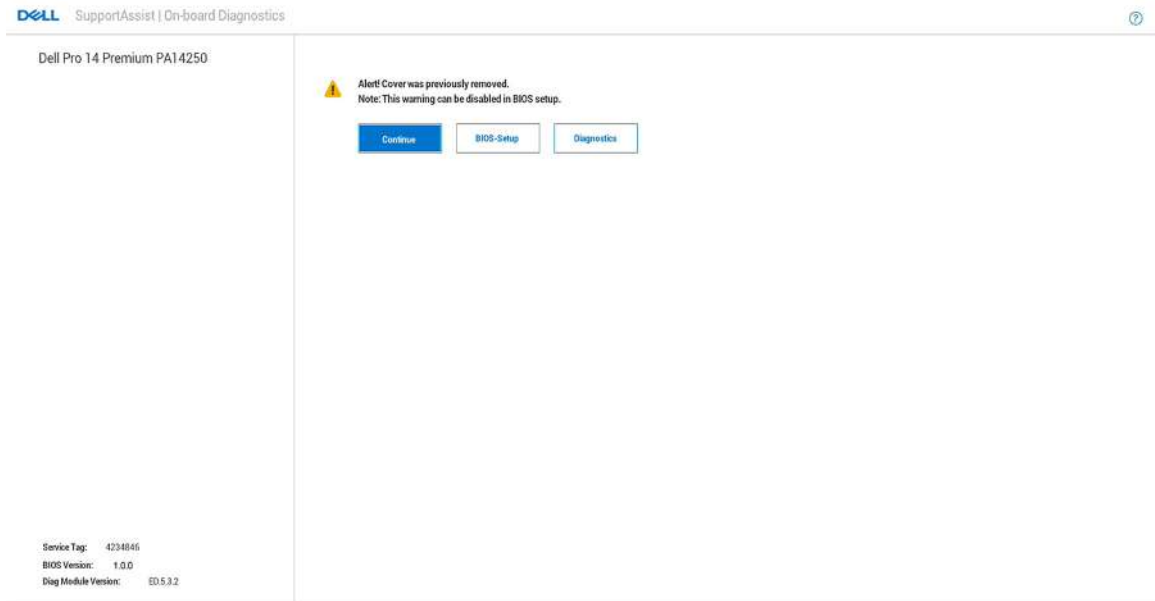 DELL SupportAssist | On-board Diagnostics
Dell Pro 14 Premium PA14250
Alert! Cover was previously removed.
Note: This warning can be disabled in BIOS setup.
Continue BIOS-Setup Diagnostics
Service Tag: 4234846
BIOS Version: 1.0.0
Diag Module Version: ED.5.3.2